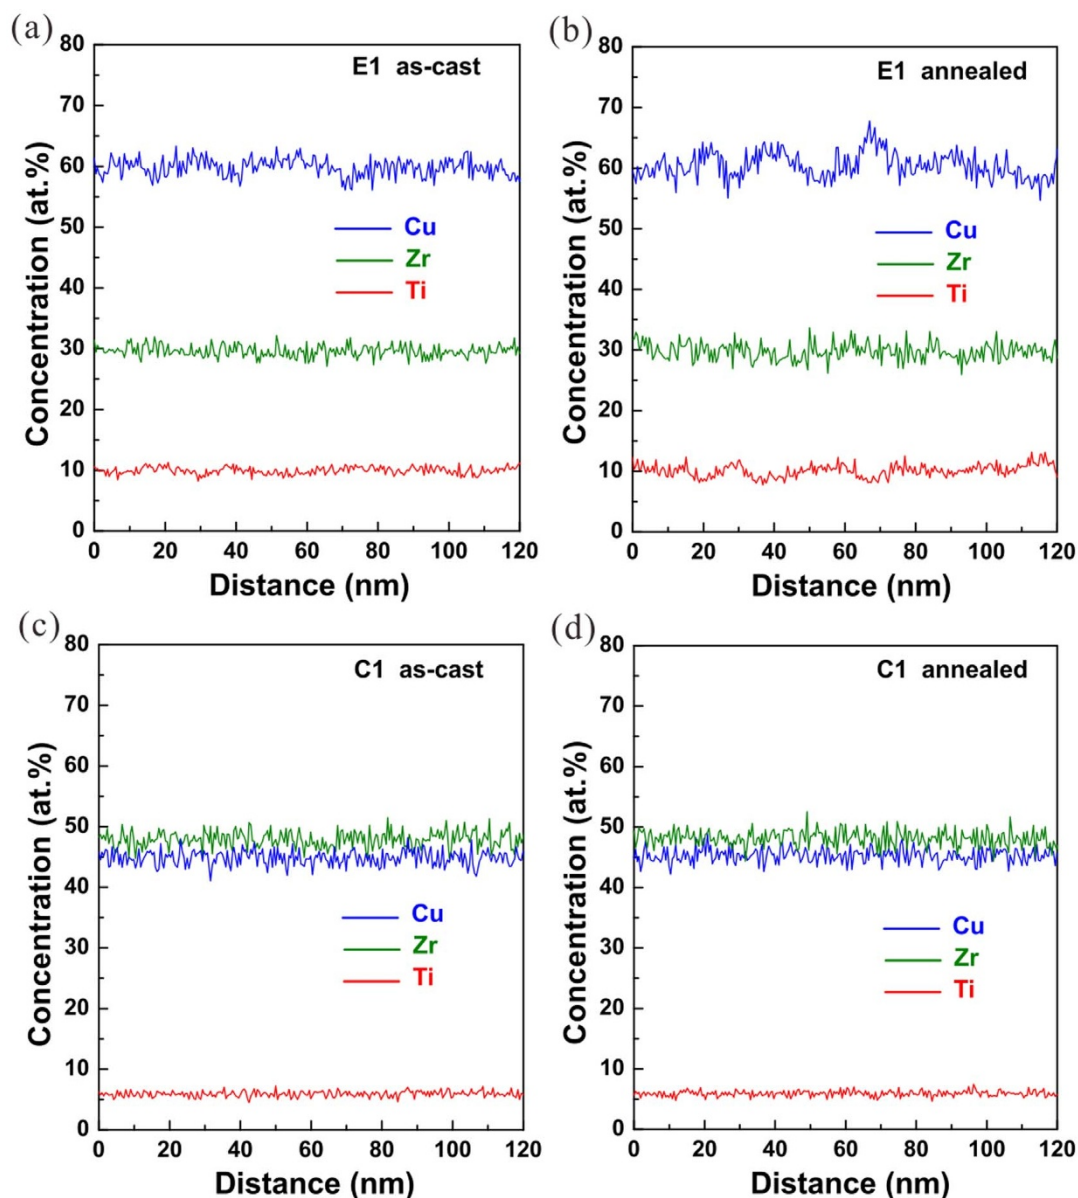 (a)
E1 as-cast
80
70
60
50
40
30
20
10
0
Concentration (at.%)
Cu
Zr
Ti
0 20 40 60 80 100 120
Distance (nm)
(b)
E1 annealed
80
70
60
50
40
30
20
10
0
Concentration (at.%)
Cu
Zr
Ti
0 20 40 60 80 100 120
Distance (nm)
(c)
C1 as-cast
80
70
60
50
40
30
20
10
0
Concentration (at.%)
Cu
Zr
Ti
0 20 40 60 80 100 120
Distance (nm)
(d)
C1 annealed
80
70
60
50
40
30
20
10
0
Concentration (at.%)
Cu
Zr
Ti
0 20 40 60 80 100 120
Distance (nm)